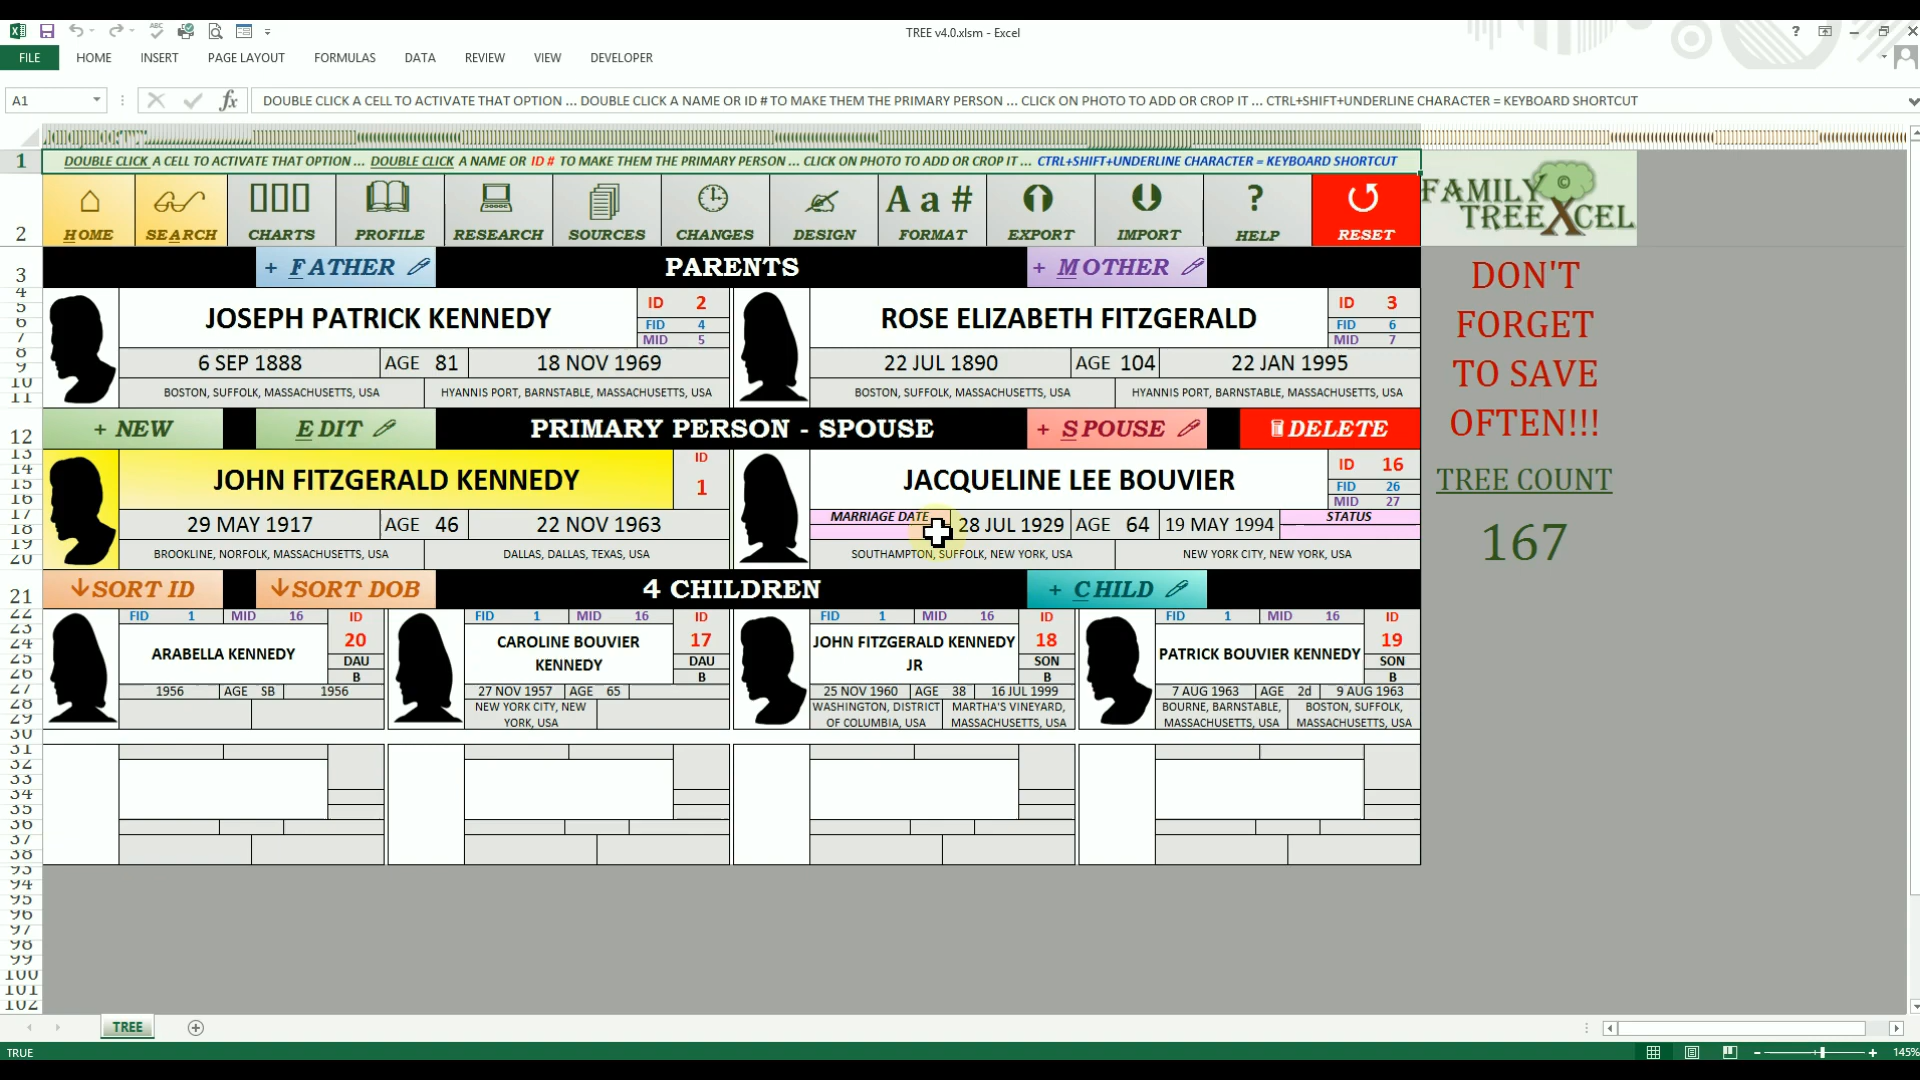 TREE v4.0.xlsm - Excel
FILE HOME INSERT PAGE LAYOUT FORMULAS DATA REVIEW VIEW DEVELOPER
A1 fx DOUBLE CLICK A CELL TO ACTIVATE THAT OPTION ... DOUBLE CLICK A NAME OR ID # TO MAKE THEM THE PRIMARY PERSON ... CLICK ON PHOTO TO ADD OR CROP IT ... CTRL+SHIFT+UNDERLINE CHARACTER = KEYBOARD SHORTCUT
1 DOUBLE CLICK A CELL TO ACTIVATE THAT OPTION ... DOUBLE CLICK A NAME OR ID # TO MAKE THEM THE PRIMARY PERSON ... CLICK ON PHOTO TO ADD OR CROP IT ... CTRL+SHIFT+UNDERLINE CHARACTER = KEYBOARD SHORTCUT
A a # ?
2 HOME SEARCH CHARTS PROFILE RESEARCH SOURCES CHANGES DESIGN FORMAT EXPORT IMPORT HELP RESET
FAMILY
TREEXCEL
©
3 + FATHER PARENTS + MOTHER
JOSEPH PATRICK KENNEDY ID 2 ROSE ELIZABETH FITZGERALD ID 3
FID 4 FID 6
MID 5 MID 7
6 SEP 1888 AGE 81 18 NOV 1969 22 JUL 1890 AGE 104 22 JAN 1995
BOSTON, SUFFOLK, MASSACHUSETTS, USA HYANNIS PORT, BARNSTABLE, MASSACHUSETTS, USA BOSTON, SUFFOLK, MASSACHUSETTS, USA HYANNIS PORT, BARNSTABLE, MASSACHUSETTS, USA
12 + NEW EDIT PRIMARY PERSON - SPOUSE + SPOUSE DELETE
JOHN FITZGERALD KENNEDY ID 1 JACQUELINE LEE BOUVIER ID 16
FID 26
MID 27
29 MAY 1917 AGE 46 22 NOV 1963 MARRIAGE DATE 28 JUL 1929 AGE 64 19 MAY 1994 STATUS
BROOKLINE, NORFOLK, MASSACHUSETTS, USA DALLAS, DALLAS, TEXAS, USA SOUTHAMPTON, SUFFOLK, NEW YORK, USA NEW YORK CITY, NEW YORK, USA
21 SORT ID SORT DOB 4 CHILDREN + CHILD
FID 1 MID 16 ID FID 1 MID 16 ID FID 1 MID 16 ID FID 1 MID 16 ID
ARABELLA KENNEDY 20 CAROLINE BOUVIER KENNEDY 17 JOHN FITZGERALD KENNEDY JR 18 PATRICK BOUVIER KENNEDY 19
DAU DAU SON SON
B B B B
1956 AGE SB 1956 27 NOV 1957 AGE 65 25 NOV 1960 AGE 38 16 JUL 1999 7 AUG 1963 AGE 2d 9 AUG 1963
NEW YORK CITY, NEW YORK, USA WASHINGTON, DISTRICT OF COLUMBIA, USA MARTHA'S VINEYARD, MASSACHUSETTS, USA BOURNE, BARNSTABLE, MASSACHUSETTS, USA BOSTON, SUFFOLK, MASSACHUSETTS, USA
DON'T
FORGET
TO SAVE
OFTEN!!!
TREE COUNT
167
TREE
TRUE
145%